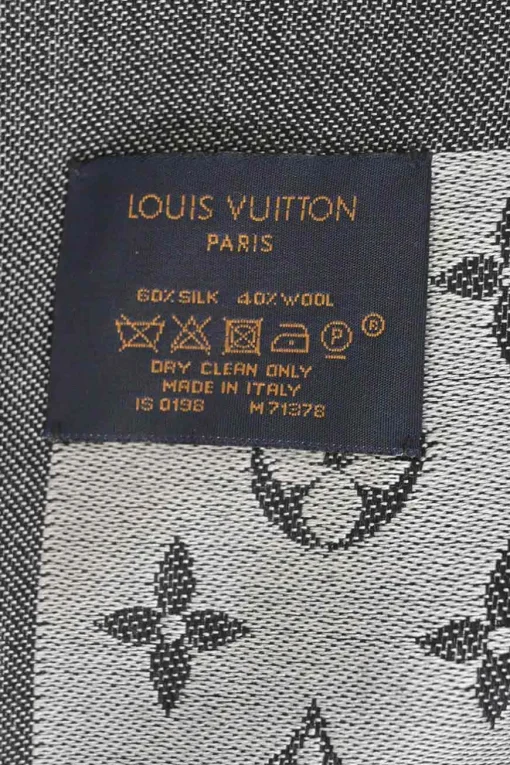 LOUIS VUITTON
PARIS
60% SILK 40% WOOL
P ®
DRY CLEAN ONLY
MADE IN ITALY
IS 0198 M71378